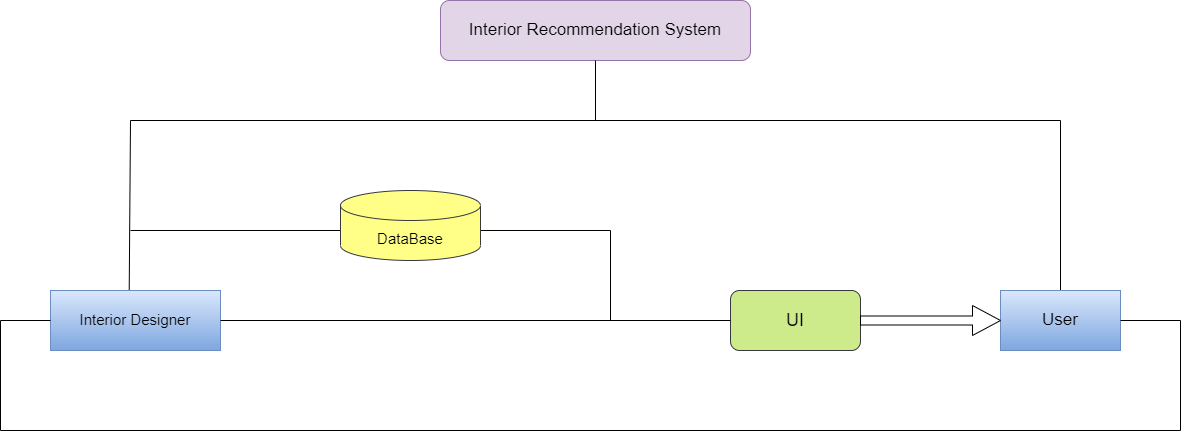 Interior Recommendation System
DataBase
Interior Designer
UI
User